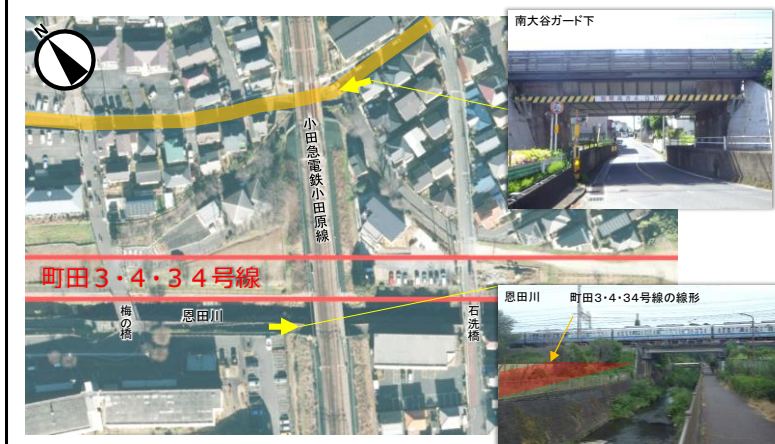 N
南大谷ガード下
小田急電鉄小田原線
町田3・4・34号線
梅の橋
恩田川
石洗橋
恩田川
町田3・4・34号線の線形